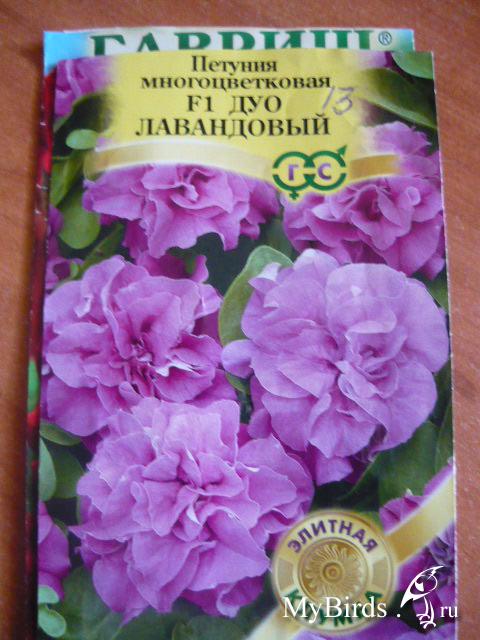 ГАВРИШ®
Петуния
многоцветковая
F1 ДУО
ЛАВАНДОВЫЙ
13
ГС
ЭЛИТНАЯ
MyBirds.ru